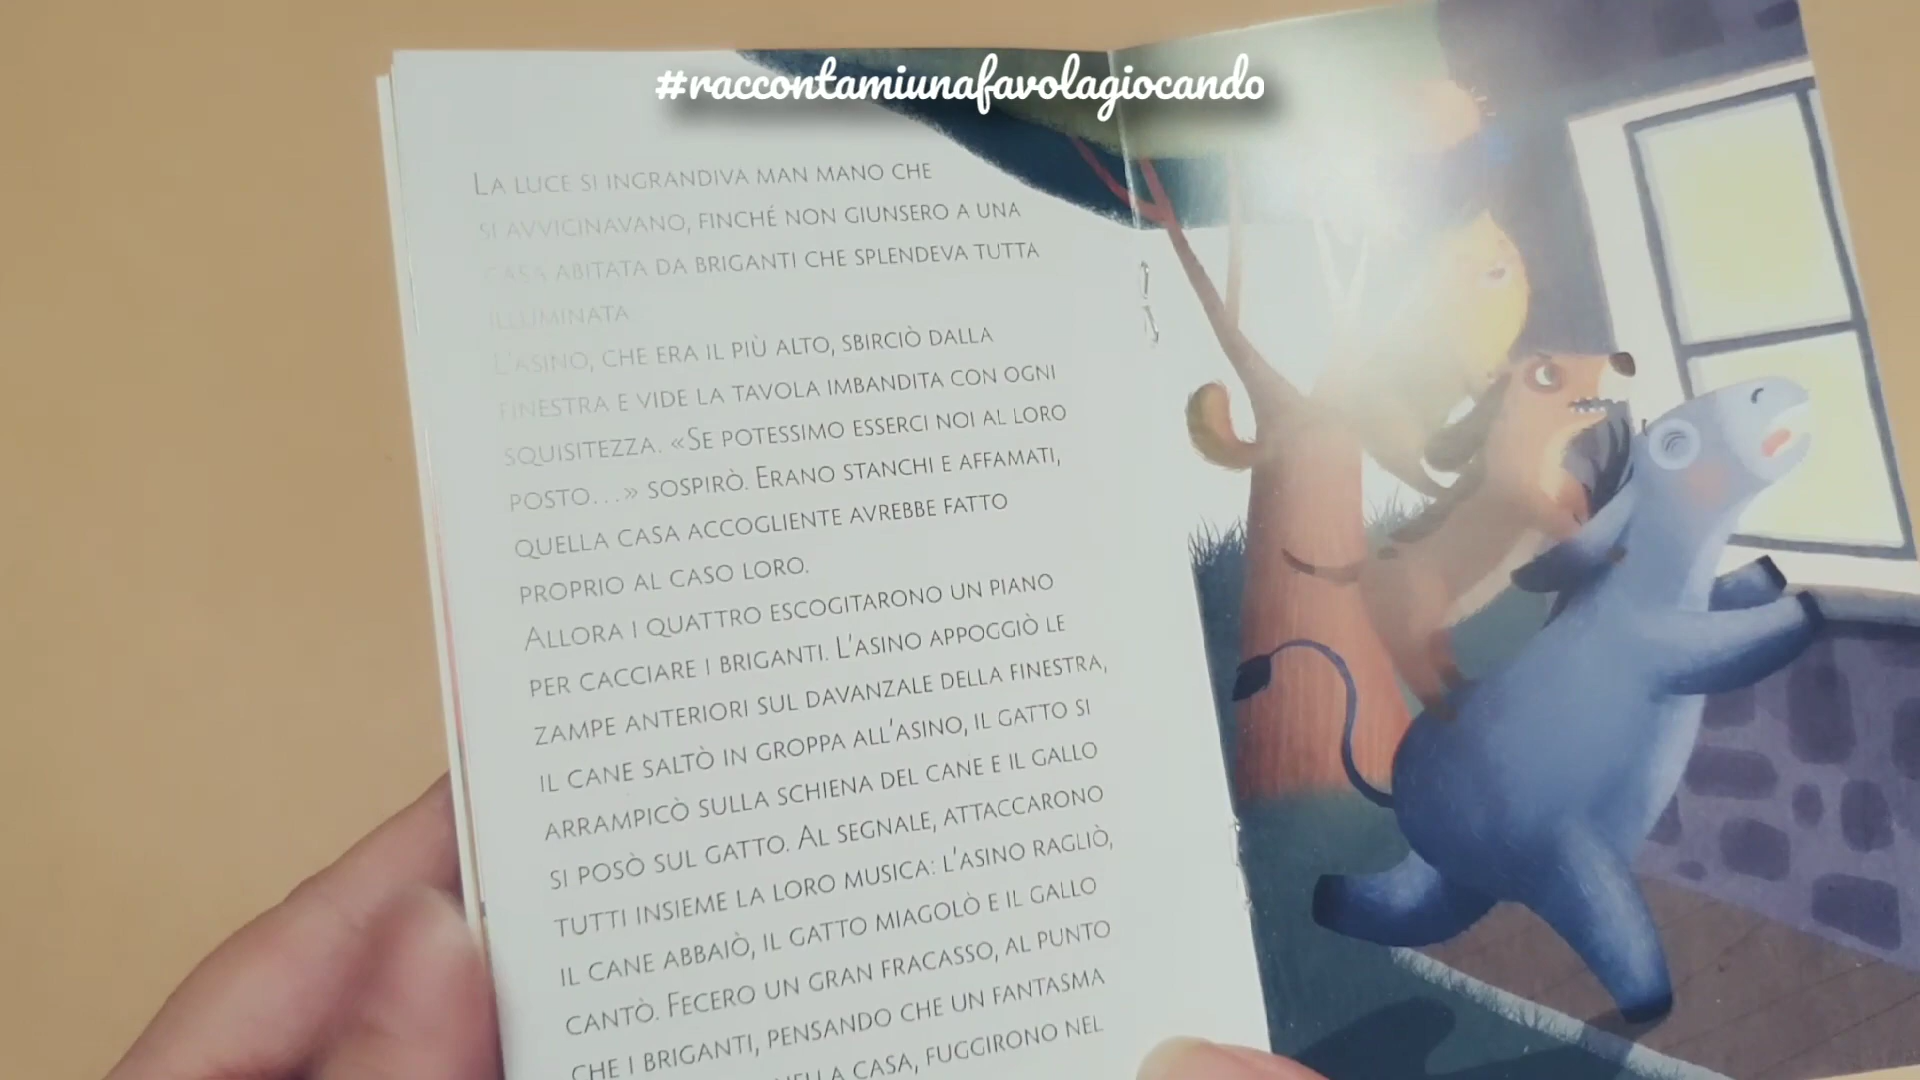 #raccontamiunafavolagiocando
LA LUCE SI INGRANDIVA MAN MANO CHE
SI AVVICINAVANO, FINCHÉ NON GIUNSERO A UNA
CASA ABITATA DA BRIGANTI CHE SPLENDEVA TUTTA
ILLUMINATA.
L'ASINO, CHE ERA IL PIÙ ALTO, SBIRCIÒ DALLA
FINESTRA E VIDE LA TAVOLA IMBANDITA CON OGNI
SQUISITEZZA. «SE POTESSIMO ESSERCI NOI AL LORO
POSTO...» SOSPIRÒ. ERANO STANCHI E AFFAMATI,
QUELLA CASA ACCOGLIENTE AVREBBE FATTO
PROPRIO AL CASO LORO.
ALLORA I QUATTRO ESCOGITARONO UN PIANO
PER CACCIARE I BRIGANTI. L'ASINO APPOGGIÒ LE
ZAMPE ANTERIORI SUL DAVANZALE DELLA FINESTRA,
IL CANE SALTÒ IN GROPPA ALL'ASINO, IL GATTO SI
ARRAMPICÒ SULLA SCHIENA DEL CANE E IL GALLO
SI POSÒ SUL GATTO. AL SEGNALE, ATTACCARONO
TUTTI INSIEME LA LORO MUSICA: L'ASINO RAGLIÒ,
IL CANE ABBAIÒ, IL GATTO MIAGOLÒ E IL GALLO
CANTÒ. FECERO UN GRAN FRACASSO, AL PUNTO
CHE I BRIGANTI, PENSANDO CHE UN FANTASMA
CASA, FUGGIRONO NEL